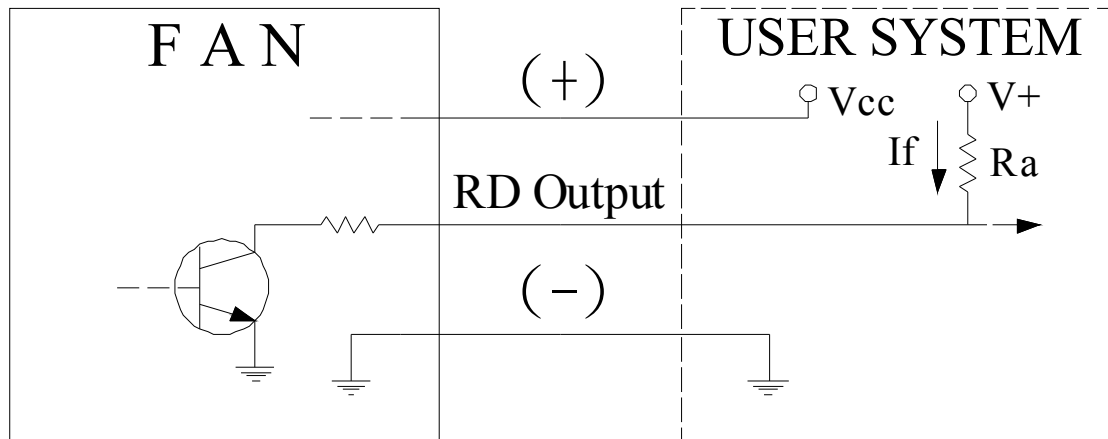 F A N
USER SYSTEM
(+)
Vcc
V+
If
Ra
RD Output
(-)